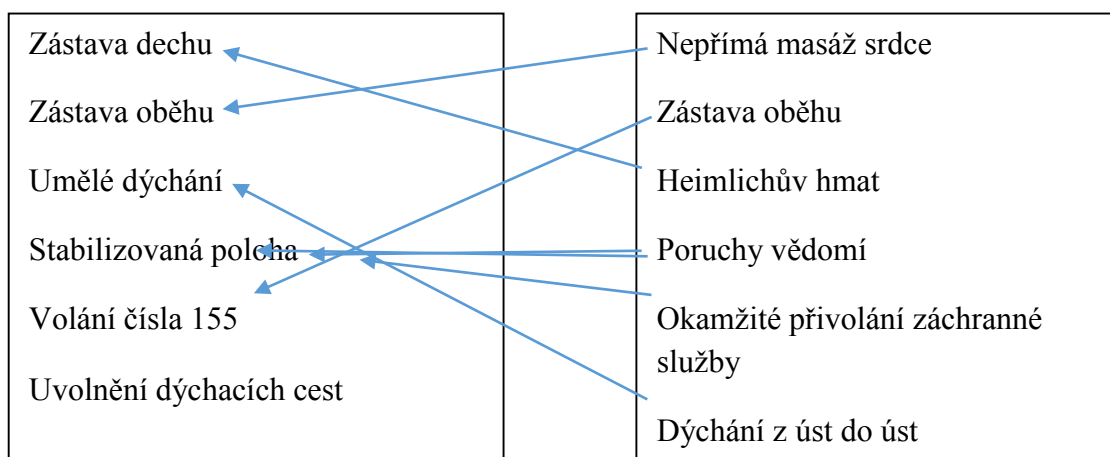 Zástava dechu
Zástava oběhu
Umělé dýchání
Stabilizovaná poloha
Volání čísla 155
Uvolnění dýchacích cest
Nepřímá masáž srdce
Zástava oběhu
Heimlichův hmat
Poruchy vědomí
Okamžité přivolání záchranné
služby
Dýchání z úst do úst